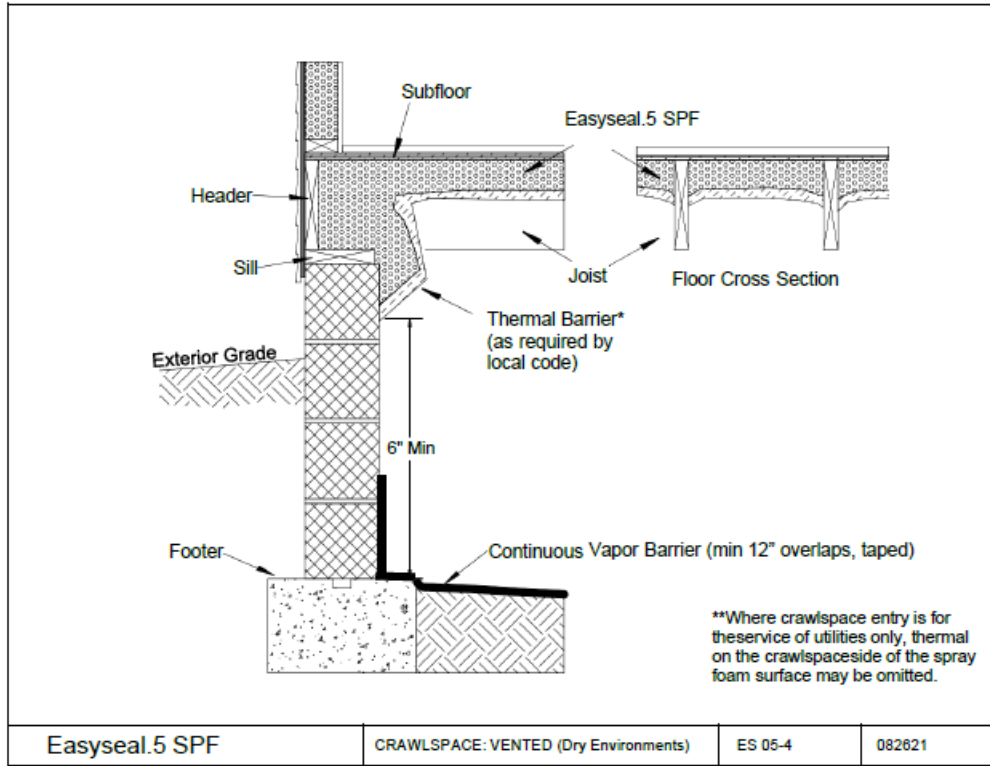 Subfloor
Easyseal.5 SPF
Header
Sill
Joist
Floor Cross Section
Thermal Barrier*
(as required by
local code)
Exterior Grade
6" Min
Footer
Continuous Vapor Barrier (min 12" overlaps, taped)
**Where crawlspace entry is for
theservice of utilities only, thermal
on the crawlspaceside of the spray
foam surface may be omitted.
Easyseal.5 SPF
CRAWLSPACE: VENTED (Dry Environments)
ES 05-4
082621